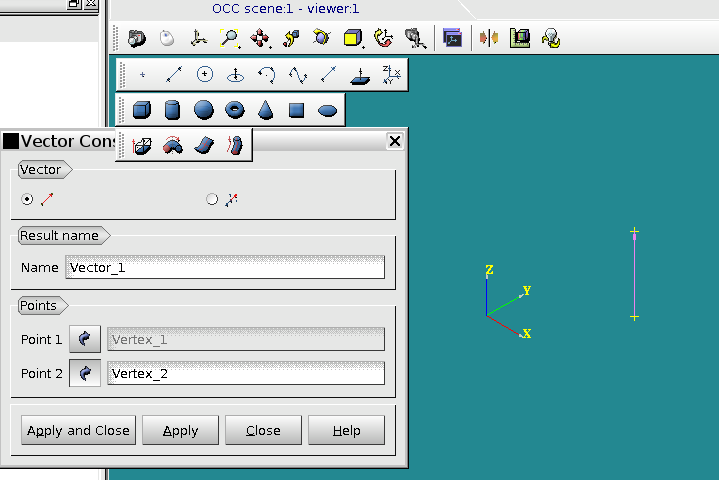 OCC scene:1 - viewer:1
Vector Cons
Vector
Result name
Name Vector_1
Points
Point 1 Vertex_1
Point 2 Vertex_2
Apply and Close Apply Close Help
Z
Y
X